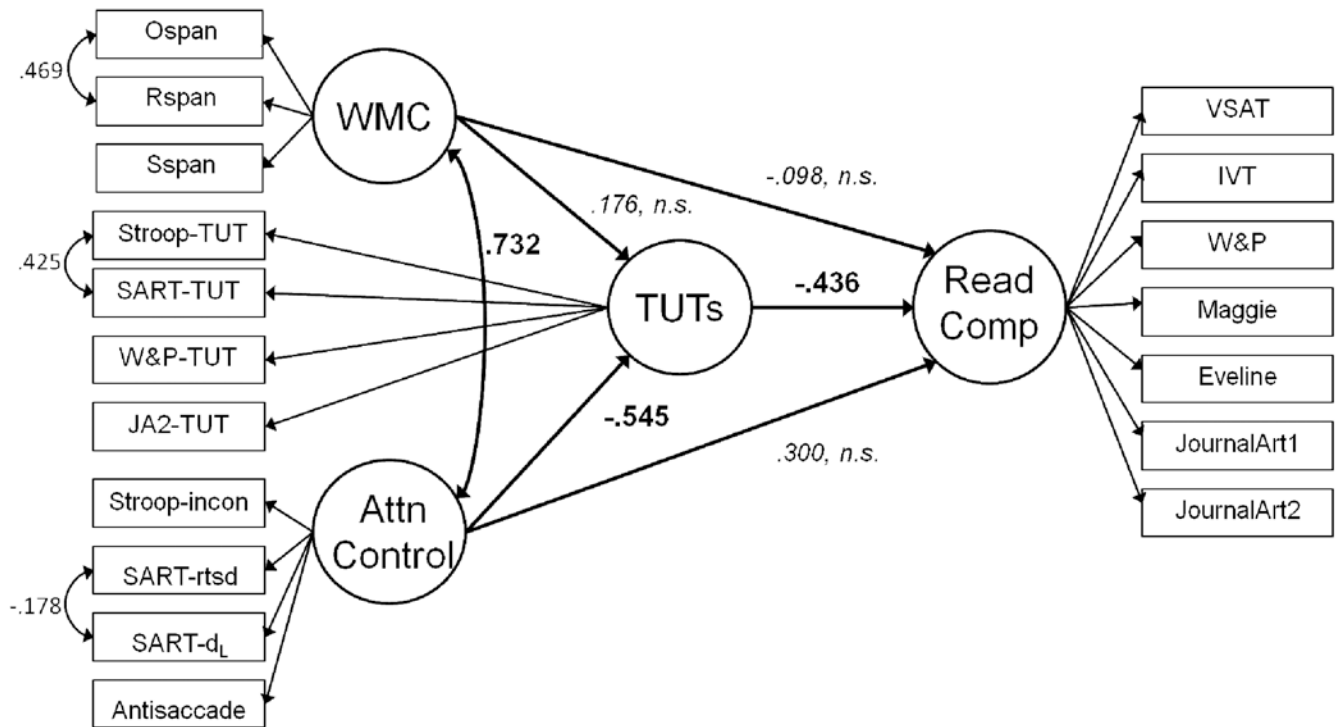 Ospan
.469
Rspan
Sspan
WMC
Stroop-TUT
.425
SART-TUT
W&P-TUT
JA2-TUT
Stroop-incon
SART-rtsd
-.178
SART-dL
Antisaccade
Attn
Control
.732
.176, n.s.
-.098, n.s.
TUTs
-.436
-.545
.300, n.s.
Read
Comp
VSAT
IVT
W&P
Maggie
Eveline
JournalArt1
JournalArt2